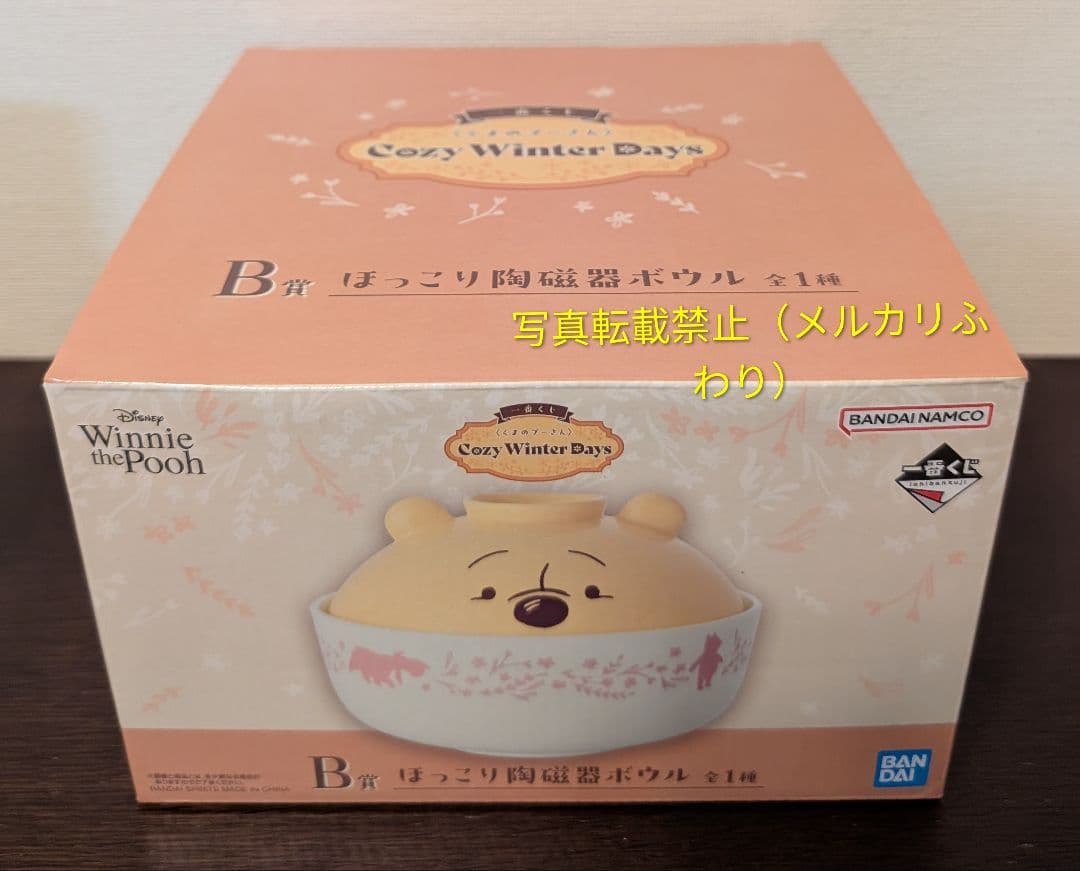 一番くじ
〈くまのプーさん〉
Cozy Winter Days
B賞 ほっこり陶磁器ボウル 全1種
写真転載禁止（メルカリふ
わり）
Disney
Winnie
the Pooh
一番くじ
〈くまのプーさん〉
Cozy Winter Days
BANDAI NAMCO
一番くじ
ichibankuji
B賞 ほっこり陶磁器ボウル 全1種
BANDAI SPIRITS MADE IN CHINA
BAN
DAI